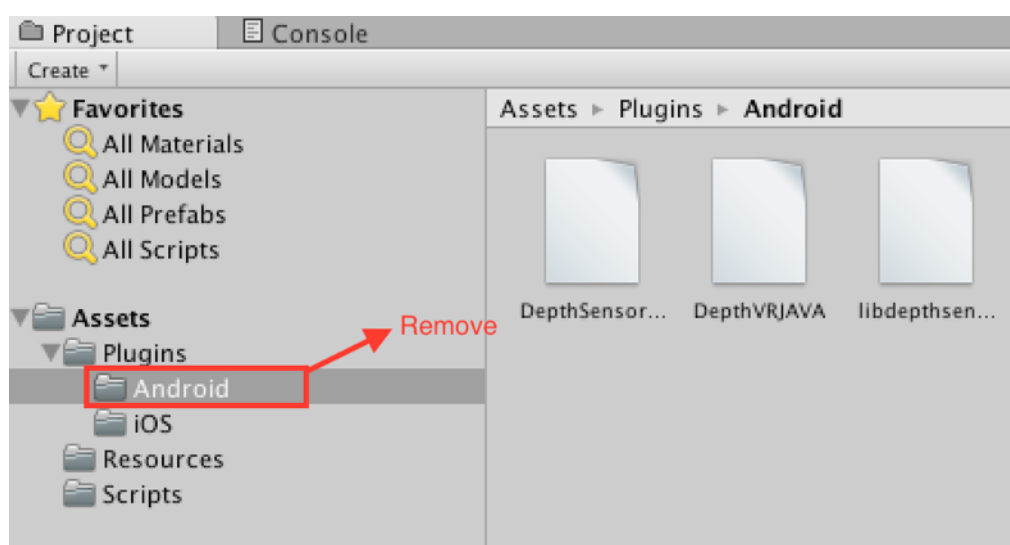 Project
Console
Create
Favorites
All Materials
All Models
All Prefabs
All Scripts
Assets
Plugins
Android
iOS
Resources
Scripts
Remove
Assets Plugins Android
DepthSensor...
DepthVRJAVA
libdepthsen...